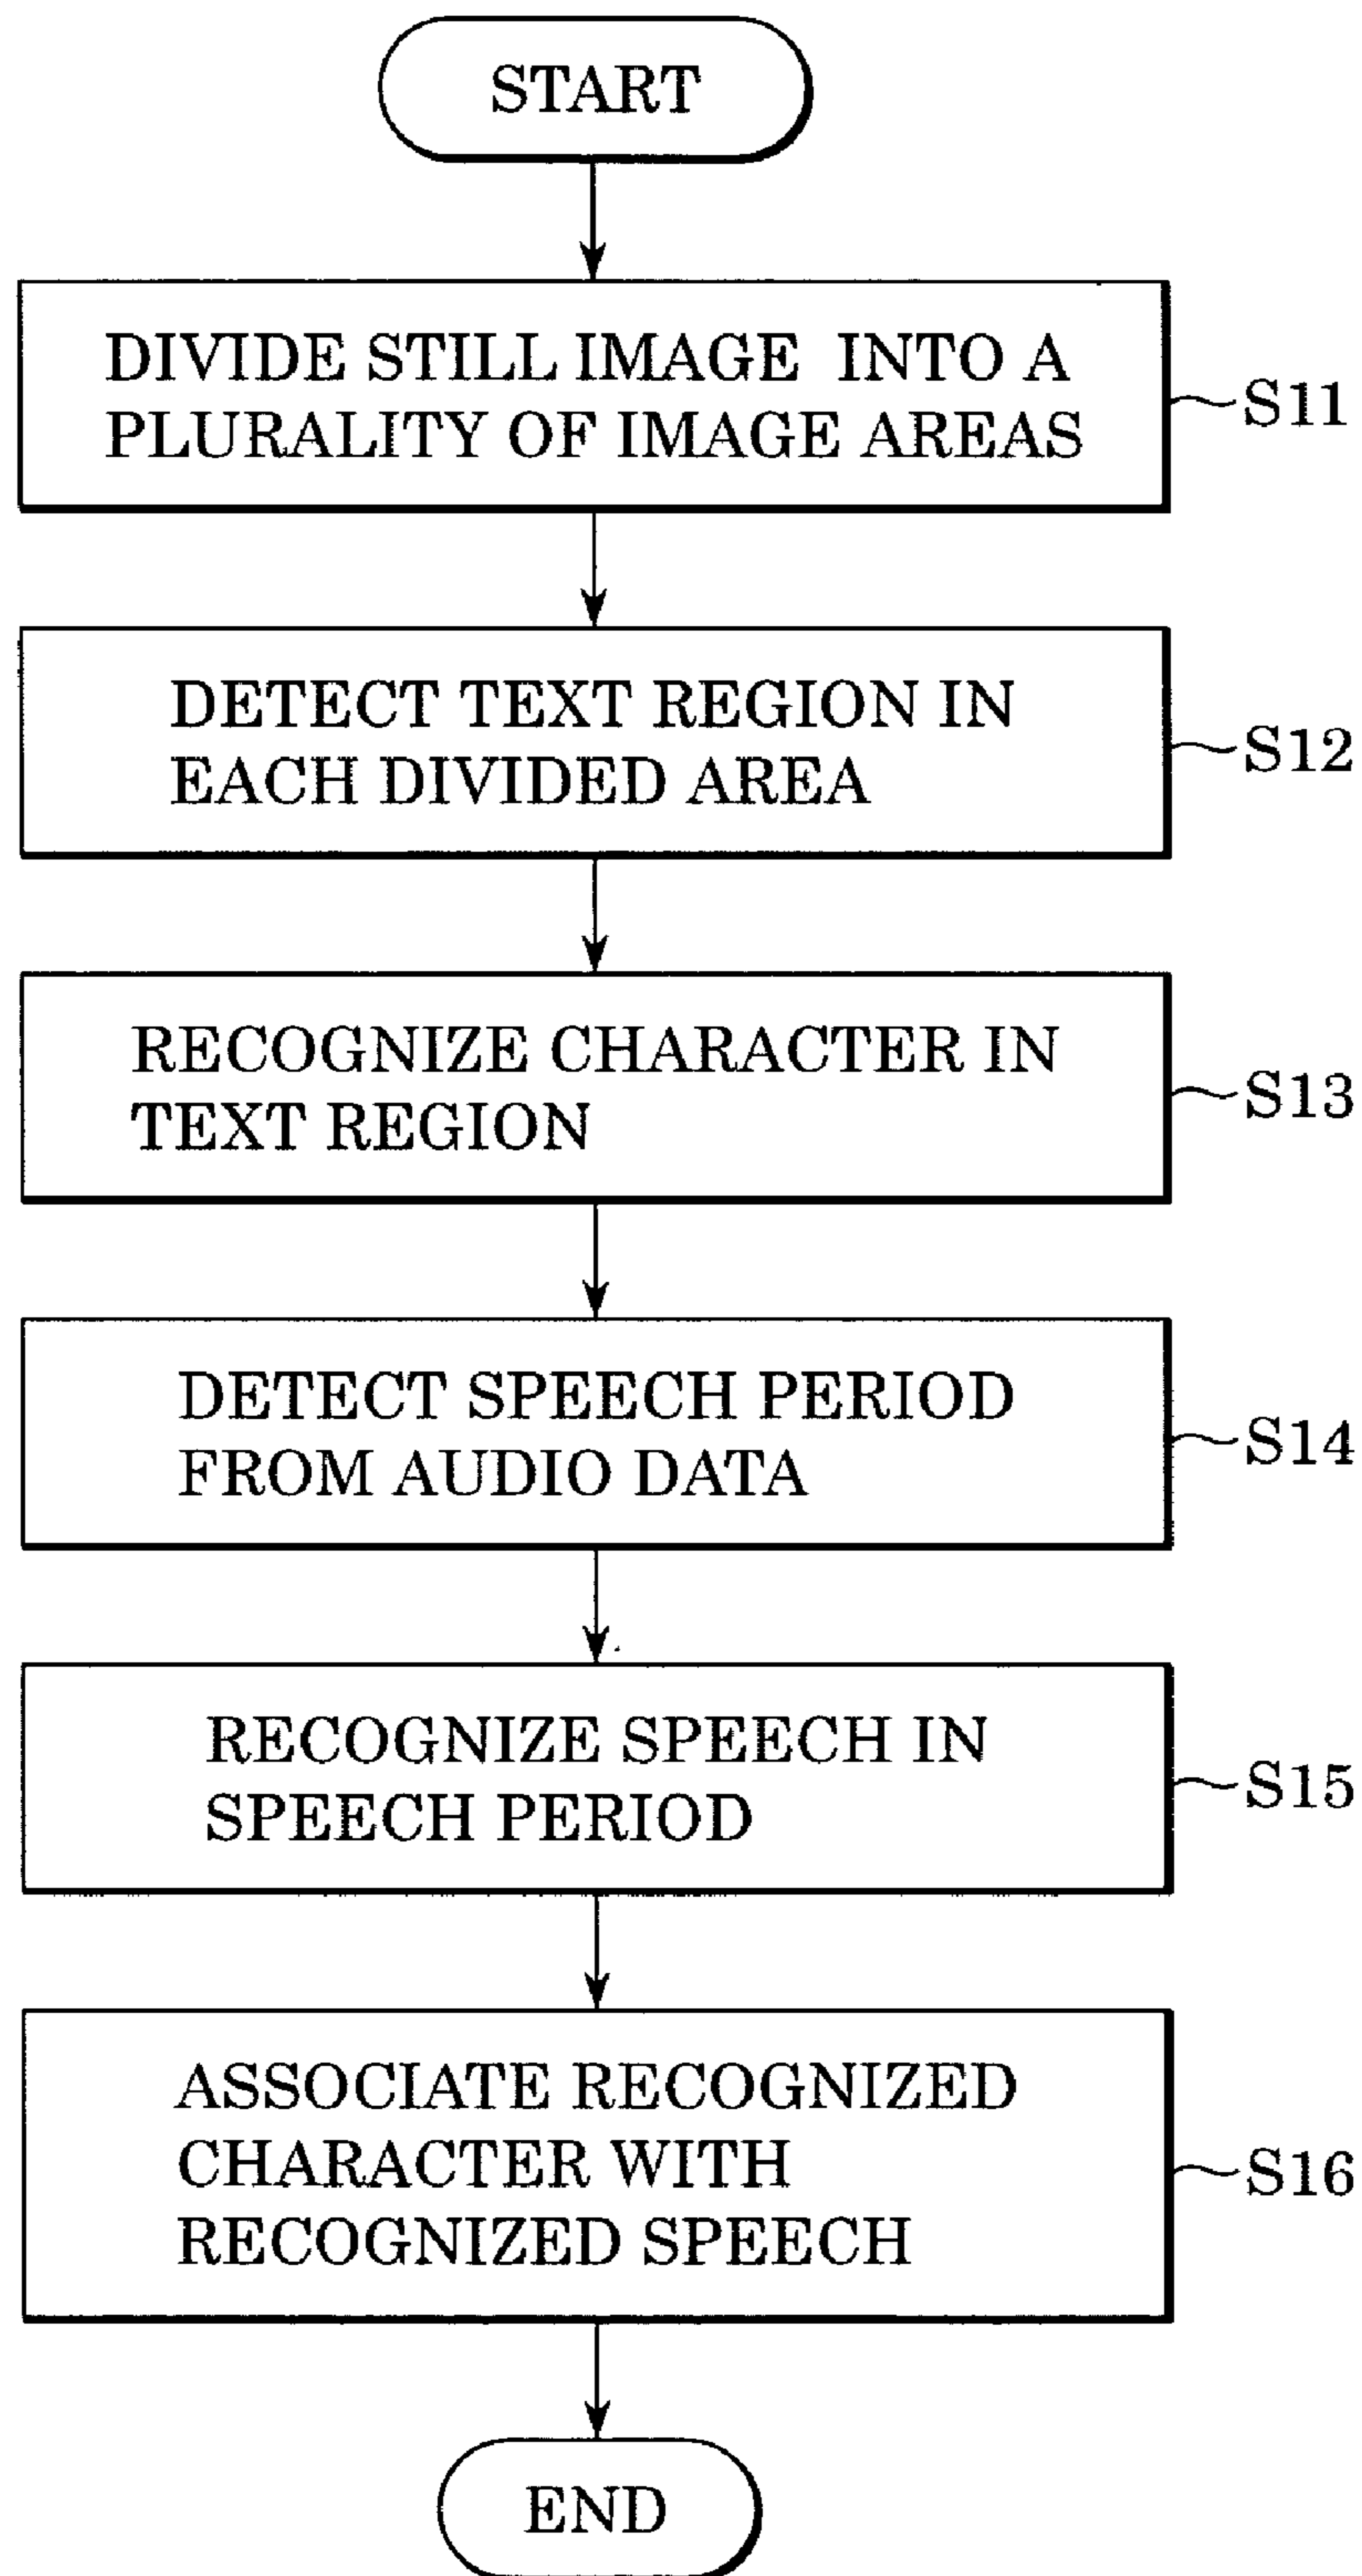 START
DIVIDE STILL IMAGE INTO A
PLURALITY OF IMAGE AREAS
S11
DETECT TEXT REGION IN
EACH DIVIDED AREA
S12
RECOGNIZE CHARACTER IN
TEXT REGION
S13
DETECT SPEECH PERIOD
FROM AUDIO DATA
S14
RECOGNIZE SPEECH IN
SPEECH PERIOD
S15
ASSOCIATE RECOGNIZED
CHARACTER WITH
RECOGNIZED SPEECH
S16
END